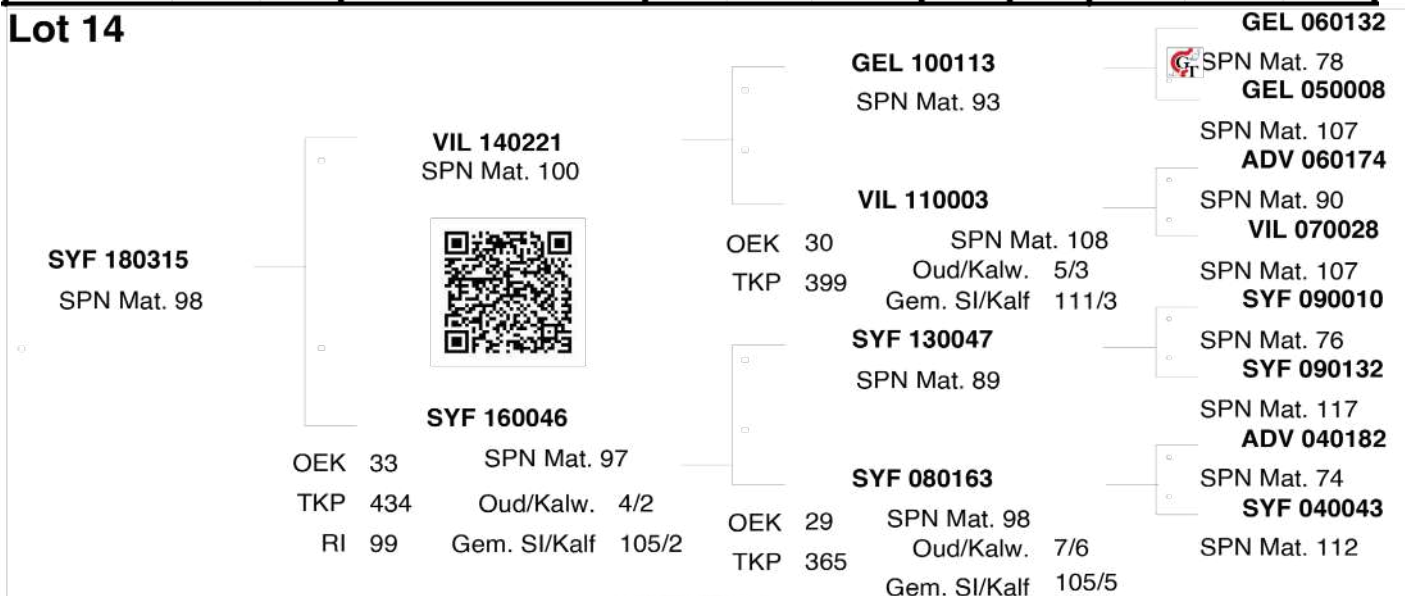 Lot 14
SYF 180315
SPN Mat. 98
VIL 140221
SPN Mat. 100
SYF 160046
OEK 33 SPN Mat. 97
TKP 434 Oud/Kalw. 4/2
RI 99 Gem. SI/Kalf 105/2
GEL 100113
SPN Mat. 93
VIL 110003
OEK 30 SPN Mat. 108
TKP 399 Oud/Kalw. 5/3
Gem. SI/Kalf 111/3
SYF 130047
SPN Mat. 89
SYF 080163
OEK 29 SPN Mat. 98
TKP 365 Oud/Kalw. 7/6
Gem. SI/Kalf 105/5
GEL 060132
GT SPN Mat. 78
GEL 050008
SPN Mat. 107
ADV 060174
SPN Mat. 90
VIL 070028
SPN Mat. 107
SYF 090010
SPN Mat. 76
SYF 090132
SPN Mat. 117
ADV 040182
SPN Mat. 74
SYF 040043
SPN Mat. 112